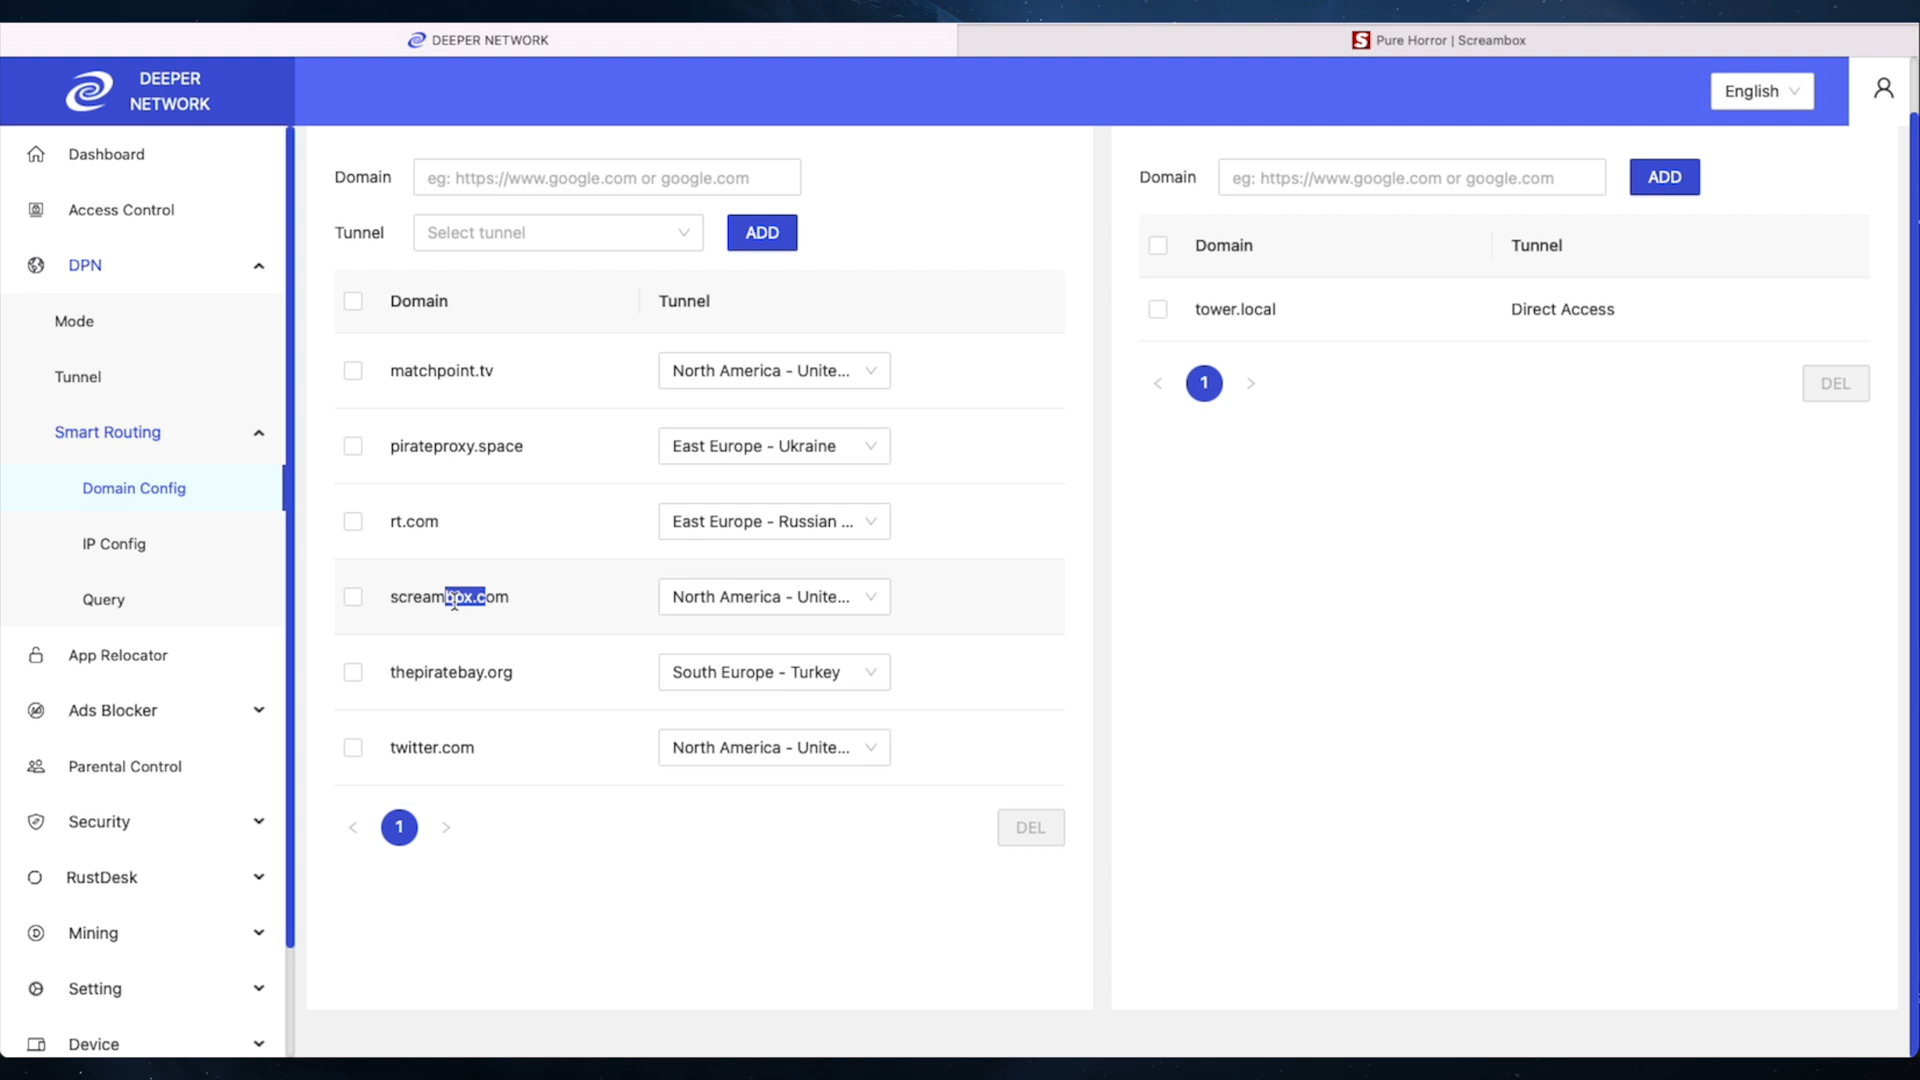 DEEPER NETWORK
Pure Horror | Screambox
DEEPER
NETWORK
English
Dashboard
Access Control
DPN
Mode
Tunnel
Smart Routing
Domain Config
IP Config
Query
App Relocator
Ads Blocker
Parental Control
Security
RustDesk
Mining
Setting
Device
Domain eg: https://www.google.com or google.com
Tunnel Select tunnel ADD
Domain Tunnel
matchpoint.tv North America - Unite...
pirateproxy.space East Europe - Ukraine
rt.com East Europe - Russian ...
screambox.com North America - Unite...
thepiratebay.org South Europe - Turkey
twitter.com North America - Unite...
< 1 > DEL
Domain eg: https://www.google.com or google.com ADD
Domain Tunnel
tower.local Direct Access
< 1 > DEL